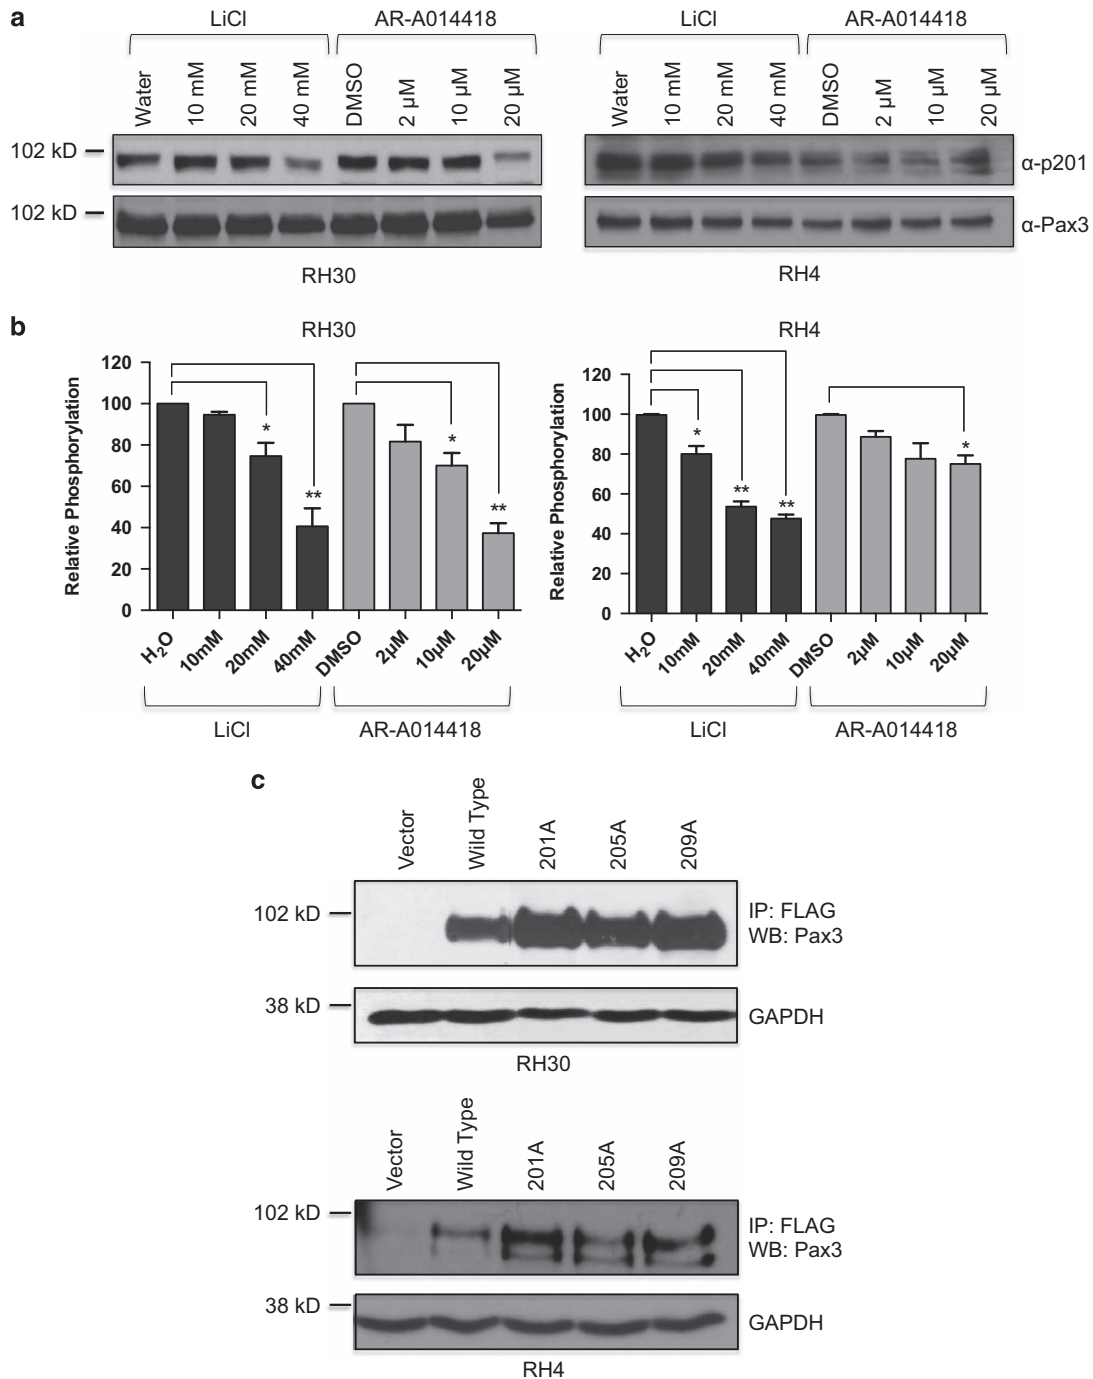 a
LiCl AR-A014418 LiCl AR-A014418
Water 10 mM 20 mM 40 mM DMSO 2 µM 10 µM 20 µM Water 10 mM 20 mM 40 mM DMSO 2 µM 10 µM 20 µM
102 kD α-p201
102 kD α-Pax3
RH30 RH4
b
RH30 RH4
Relative Phosphorylation
120
100
80
60
40
20
0
* ** * **
H₂O 10mM 20mM 40mM DMSO 2µM 10µM 20µM
LiCl AR-A014418
Relative Phosphorylation
120
100
80
60
40
20
0
* ** ** *
H₂O 10mM 20mM 40mM DMSO 2µM 10µM 20µM
LiCl AR-A014418
c
Vector Wild Type 201A 205A 209A
102 kD IP: FLAG
WB: Pax3
38 kD GAPDH
RH30
Vector Wild Type 201A 205A 209A
102 kD IP: FLAG
WB: Pax3
38 kD GAPDH
RH4